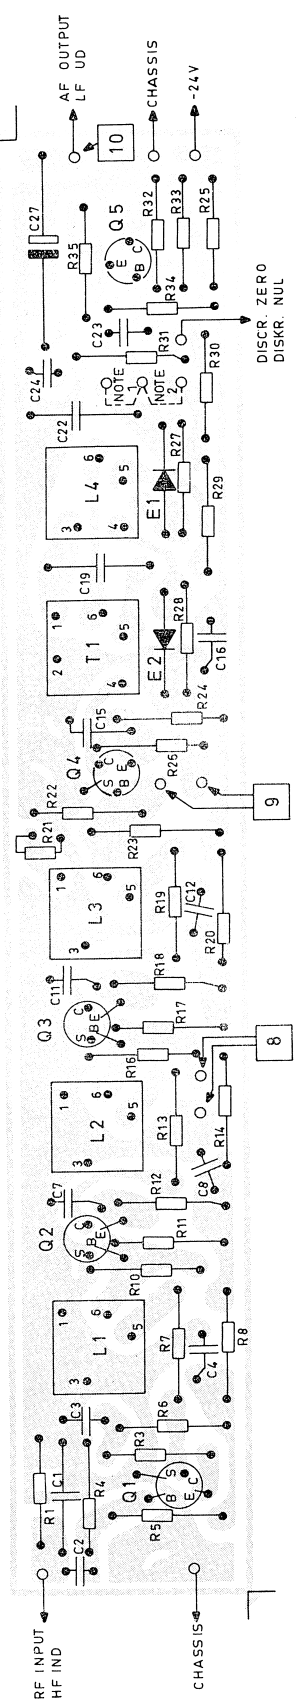 RF INPUT
HF IND
CHASSIS
R1
C1
R4
C2
C3
R5
Q1
B
S
E
C
R3
R6
L1
1
3
6
5
R7
C4
R8
R10
R11
R12
Q2
S
C
B
E
C7
L2
1
3
6
5
R13
C8
R14
8
R16
R17
R18
Q3
S
C
B
E
C11
L3
1
3
6
5
R19
C12
R20
R21
R22
R23
Q4
S
C
B
E
C15
R26
R24
9
T1
2
1
6
4
5
E2
R28
C16
C19
L4
3
6
4
5
E1
R27
R29
R30
C22
C24
NOTE
1
NOTE
2
R31
C23
R34
DISCR. ZERO
DISKR. NUL
C27
R35
Q5
E
C
B
R32
R33
R25
AF OUTPUT
LF UD
10
CHASSIS
-24V